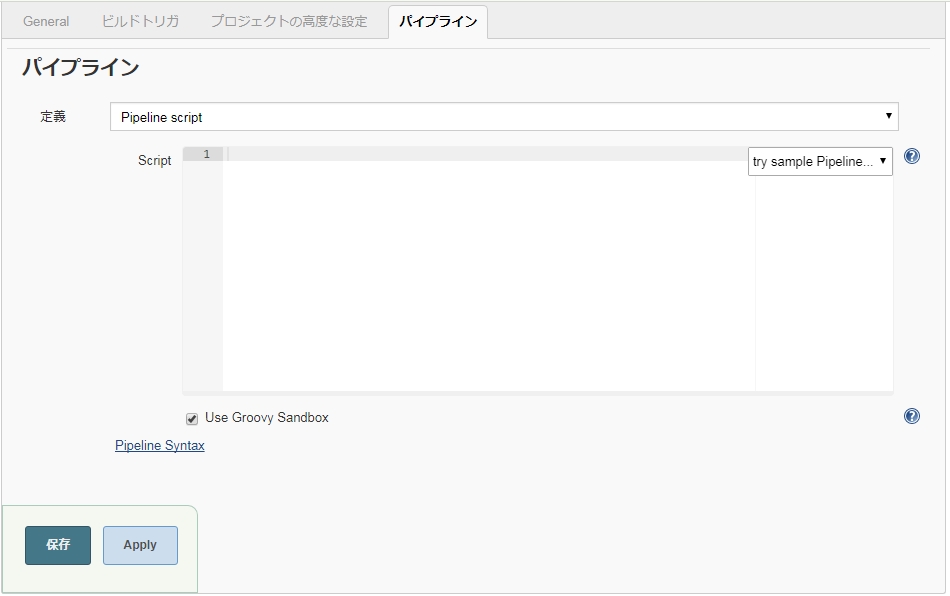 General ビルドトリガ プロジェクトの高度な設定 パイプライン
パイプライン
定義 Pipeline script
Script 1 try sample Pipeline...
Use Groovy Sandbox
Pipeline Syntax
保存 Apply